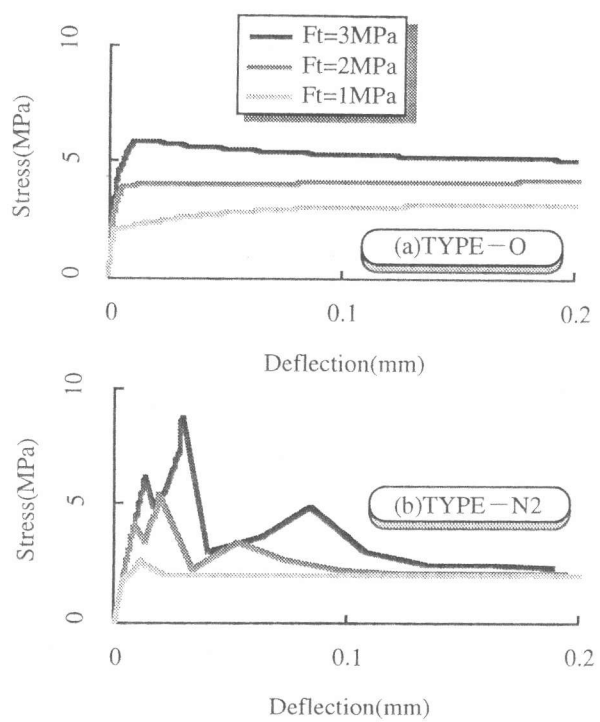 10
Ft=3MPa
Ft=2MPa
Ft=1MPa
Stress(MPa)
5
(a)TYPE－O
0
0
0.1
0.2
Deflection(mm)
10
Stress(MPa)
5
(b)TYPE－N2
0
0
0.1
0.2
Deflection(mm)